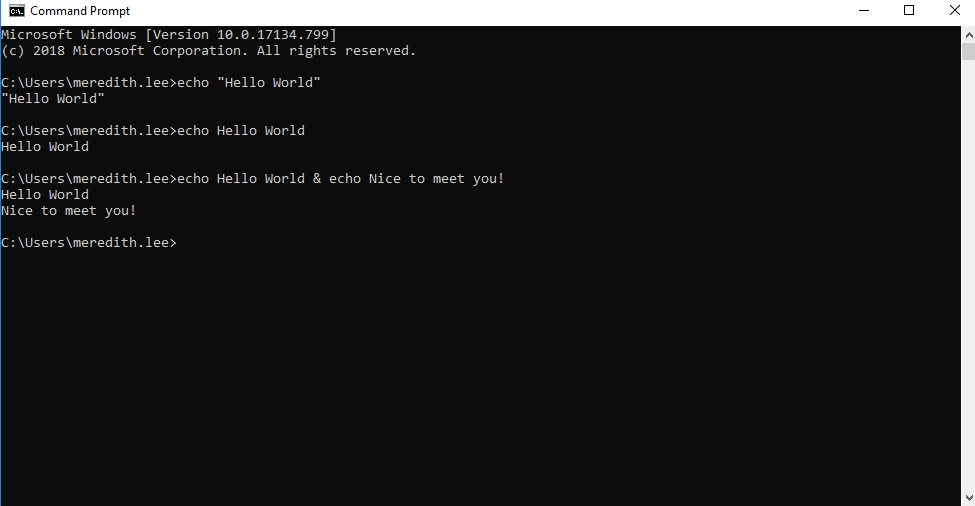 Command Prompt
Microsoft Windows [Version 10.0.17134.799]
(c) 2018 Microsoft Corporation. All rights reserved.
C:\Users\meredith.lee>echo "Hello World"
"Hello World"
C:\Users\meredith.lee>echo Hello World
Hello World
C:\Users\meredith.lee>echo Hello World & echo Nice to meet you!
Hello World
Nice to meet you!
C:\Users\meredith.lee>